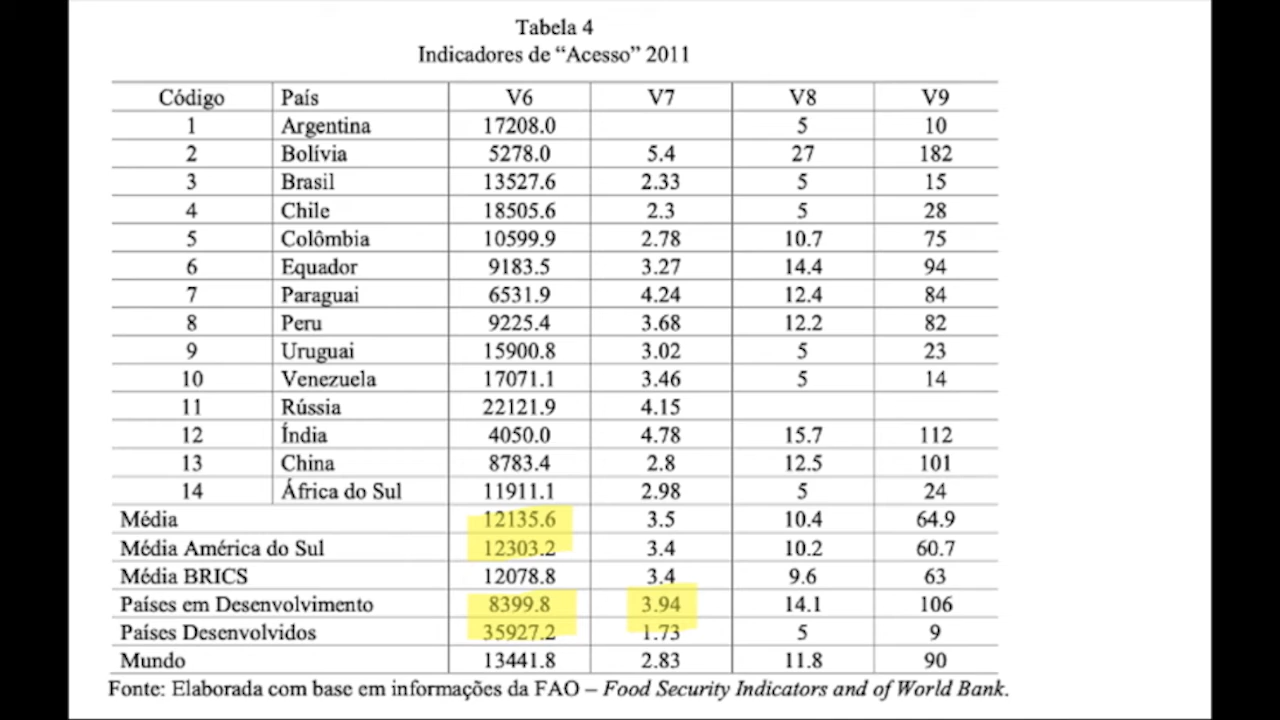 Tabela 4
Indicadores de “Acesso” 2011
Código País V6 V7 V8 V9
1 Argentina 17208.0 5 10
2 Bolívia 5278.0 5.4 27 182
3 Brasil 13527.6 2.33 5 15
4 Chile 18505.6 2.3 5 28
5 Colômbia 10599.9 2.78 10.7 75
6 Equador 9183.5 3.27 14.4 94
7 Paraguai 6531.9 4.24 12.4 84
8 Peru 9225.4 3.68 12.2 82
9 Uruguai 15900.8 3.02 5 23
10 Venezuela 17071.1 3.46 5 14
11 Rússia 22121.9 4.15
12 Índia 4050.0 4.78 15.7 112
13 China 8783.4 2.8 12.5 101
14 África do Sul 11911.1 2.98 5 24
Média 12135.6 3.5 10.4 64.9
Média América do Sul 12303.2 3.4 10.2 60.7
Média BRICS 12078.8 3.4 9.6 63
Países em Desenvolvimento 8399.8 3.94 14.1 106
Países Desenvolvidos 35927.2 1.73 5 9
Mundo 13441.8 2.83 11.8 90
Fonte: Elaborada com base em informações da FAO – Food Security Indicators and of World Bank.